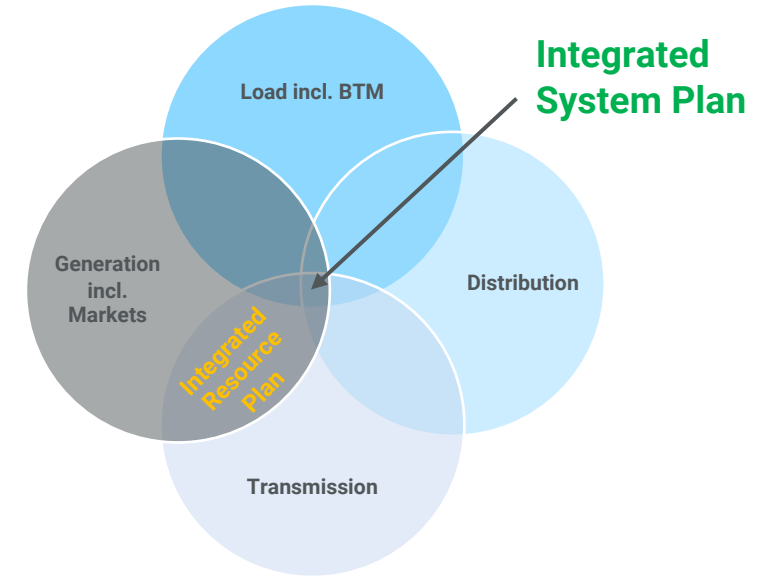 Integrated
System Plan
Load incl. BTM
Generation
incl.
Markets
Distribution
Integrated
Resource
Plan
Transmission